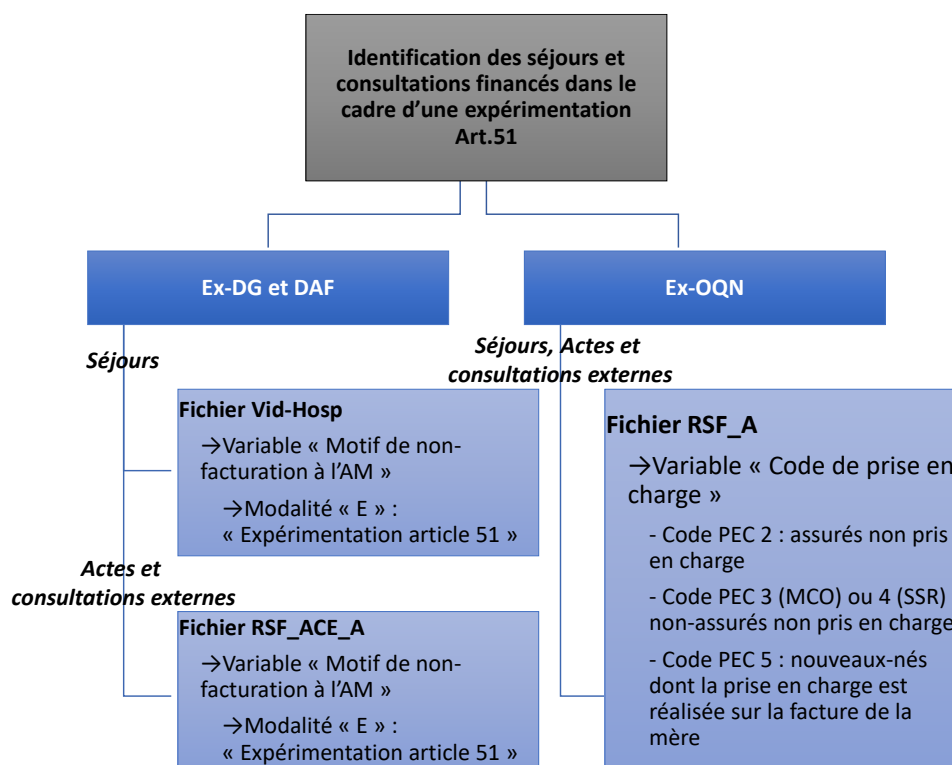 Identification des séjours et
consultations financés dans le
cadre d'une expérimentation
Art.51
Ex-DG et DAF
Séjours
Fichier Vid-Hosp
→Variable « Motif de non-
facturation à l'AM »
→Modalité « E » :
« Expérimentation article 51 »
Actes et
consultations externes
Fichier RSF_ACE_A
→Variable « Motif de non-
facturation à l'AM »
→Modalité « E » :
« Expérimentation article 51 »
Ex-OQN
Séjours, Actes et
consultations externes
Fichier RSF_A
→Variable « Code de prise en
charge »
- Code PEC 2 : assurés non pris
en charge
- Code PEC 3 (MCO) ou 4 (SSR)
non-assurés non pris en charge
- Code PEC 5 : nouveaux-nés
dont la prise en charge est
réalisée sur la facture de la
mère